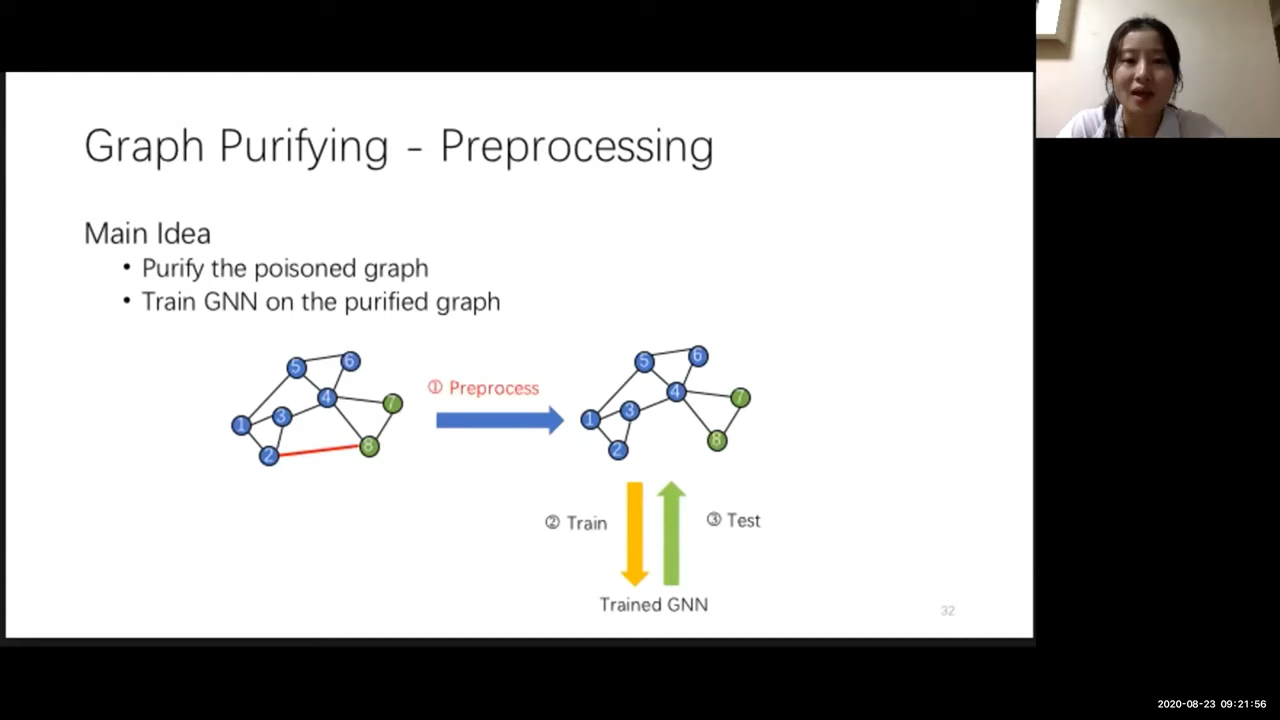 Graph Purifying - Preprocessing
Main Idea
• Purify the poisoned graph
• Train GNN on the purified graph
5
6
4
7
3
1
8
2
① Preprocess
5
6
4
7
3
1
8
2
② Train
③ Test
Trained GNN
32
2020-08-23 09:21:56